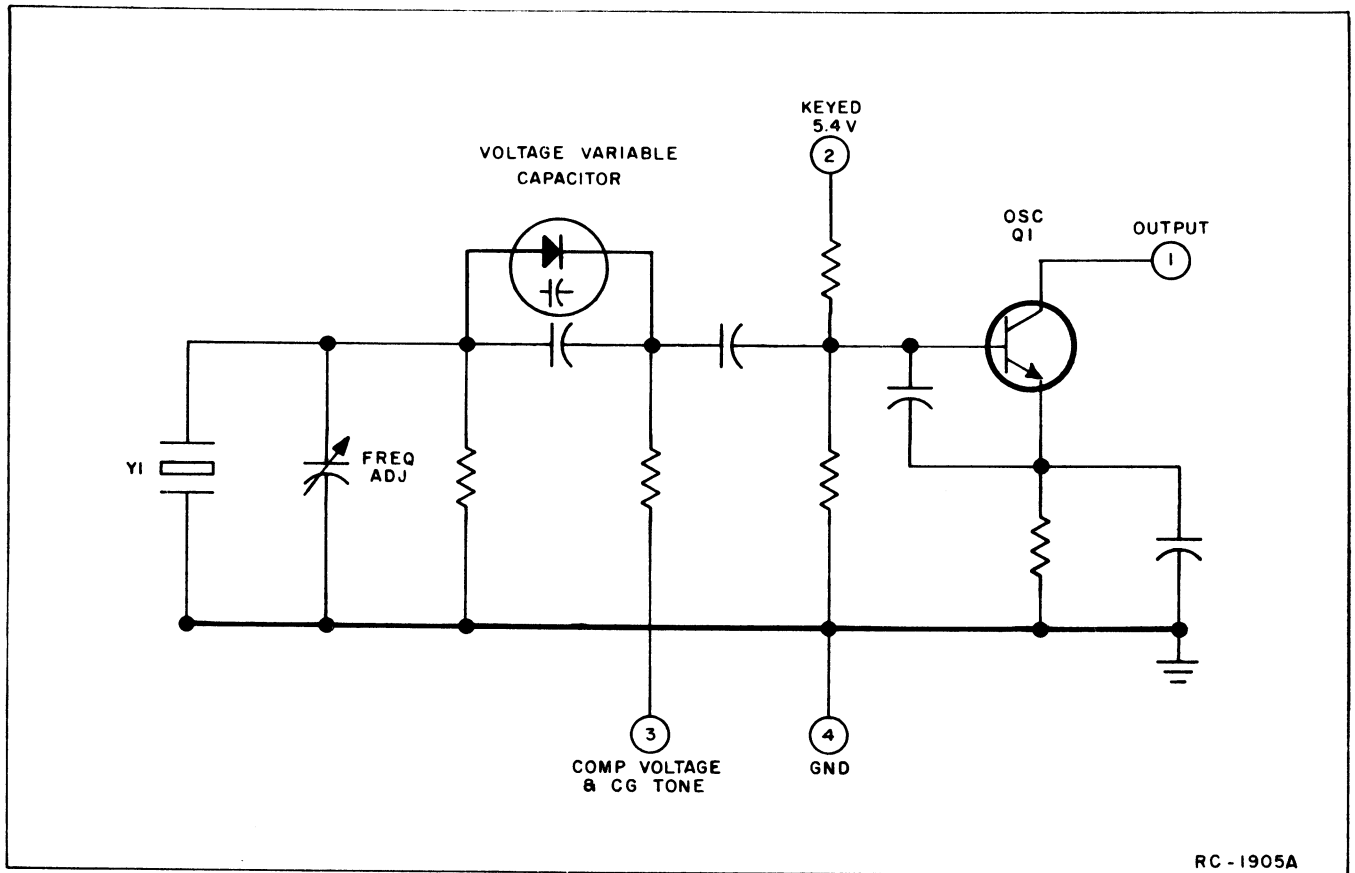 KEYED
5.4 V
2
VOLTAGE VARIABLE
CAPACITOR
OSC
Q1
OUTPUT
1
Y1
FREQ
ADJ
3
4
COMP VOLTAGE
& CG TONE
GND
RC-1905A